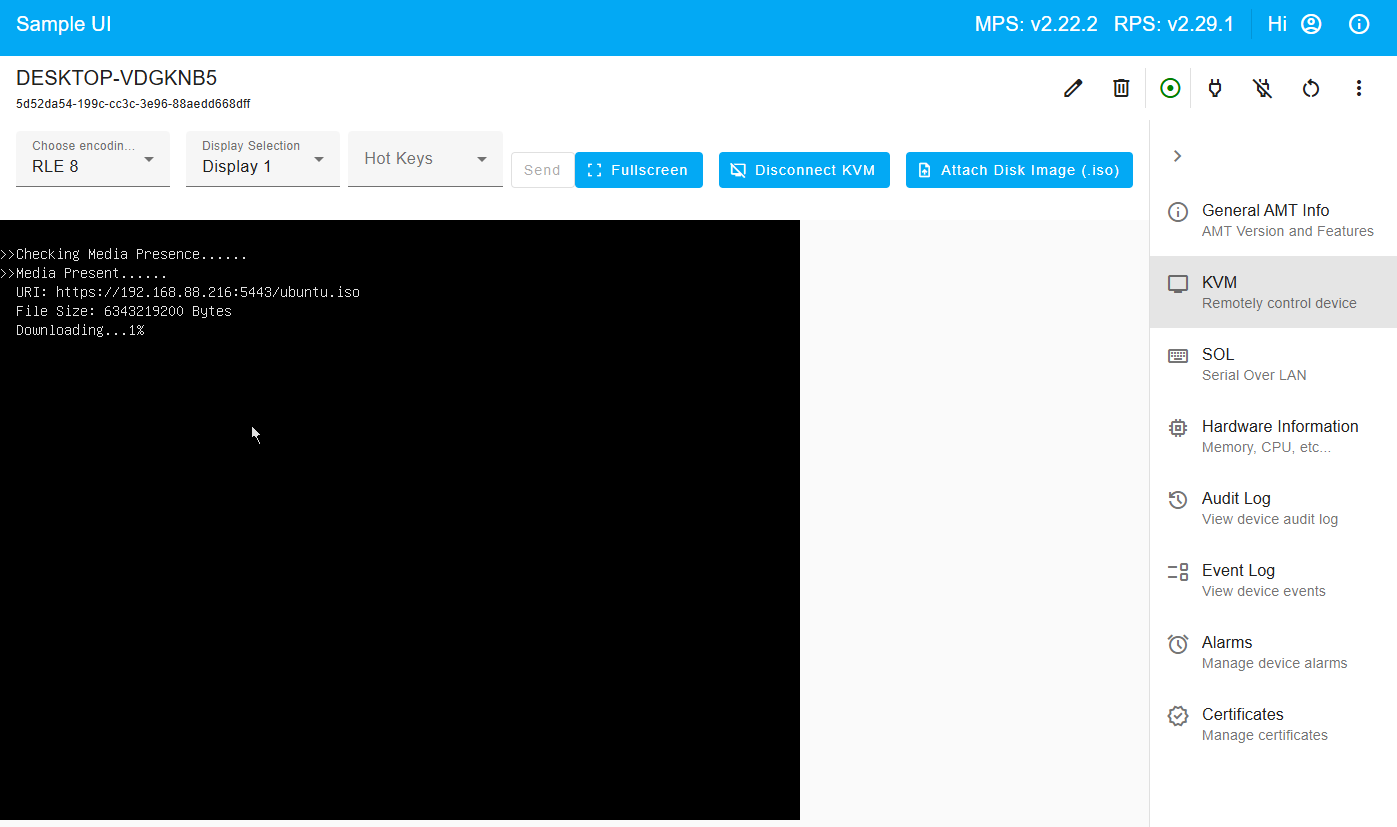 Sample UI
MPS: v2.22.2 RPS: v2.29.1 Hi
DESKTOP-VDGKNB5
5d52da54-199c-cc3c-3e96-88aedd668dff
Choose encodin...
RLE 8
Display Selection
Display 1
Hot Keys
Send
Fullscreen
Disconnect KVM
Attach Disk Image (.iso)
>>Checking Media Presence......
>>Media Present......
URI: https://192.168.88.216:5443/ubuntu.iso
File Size: 6343219200 Bytes
Downloading...1%
General AMT Info
AMT Version and Features
KVM
Remotely control device
SOL
Serial Over LAN
Hardware Information
Memory, CPU, etc...
Audit Log
View device audit log
Event Log
View device events
Alarms
Manage device alarms
Certificates
Manage certificates